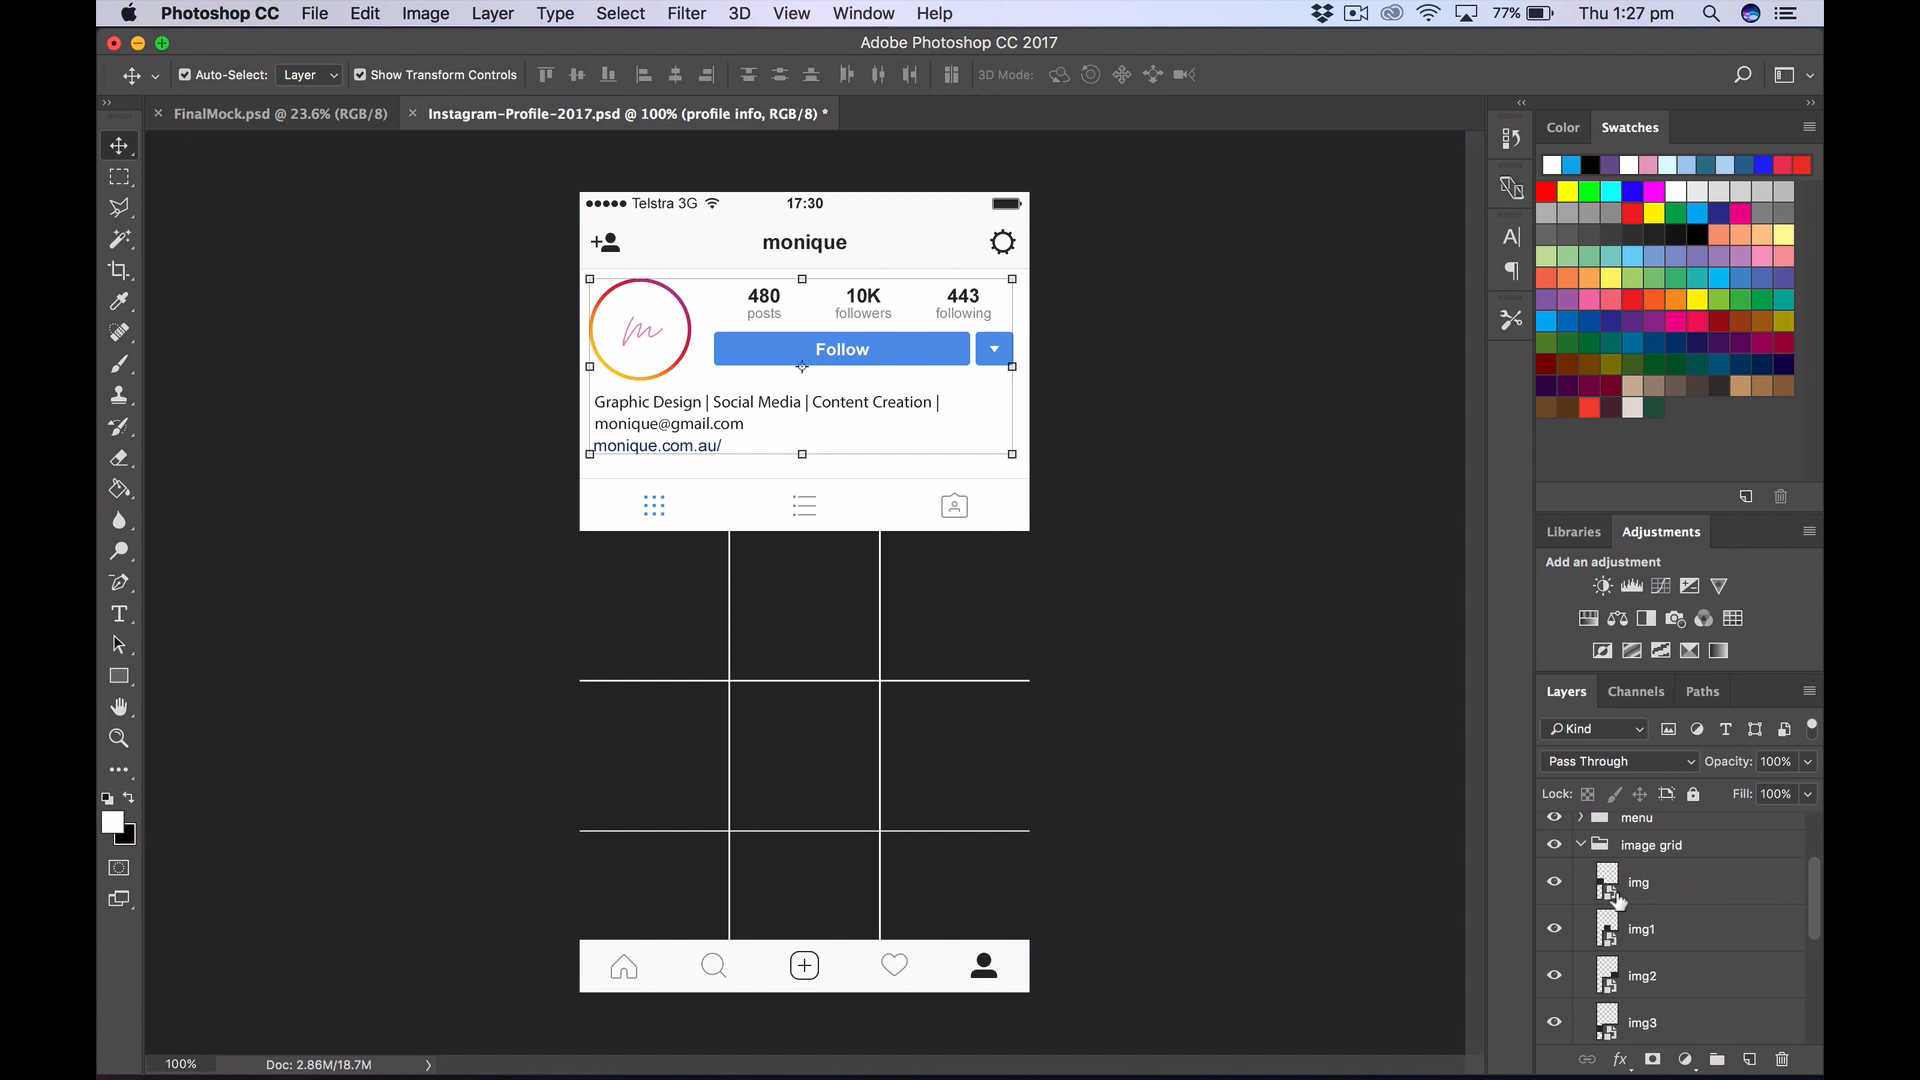 Photoshop CC File Edit Image Layer Type Select Filter 3D View Window Help 77% Thu 1:27 pm
Adobe Photoshop CC 2017
Auto-Select: Layer Show Transform Controls 3D Mode:
FinalMock.psd @ 23.6% (RGB/8) Instagram-Profile-2017.psd @ 100% (profile info, RGB/8) *
Color Swatches
Telstra 3G 17:30
monique
480 10K 443
posts followers following
Follow
Graphic Design | Social Media | Content Creation |
monique@gmail.com
monique.com.au/
Libraries Adjustments
Add an adjustment
Layers Channels Paths
Kind
Pass Through Opacity: 100%
Lock: Fill: 100%
menu
image grid
img
img1
img2
img3
100% Doc: 2.86M/18.7M